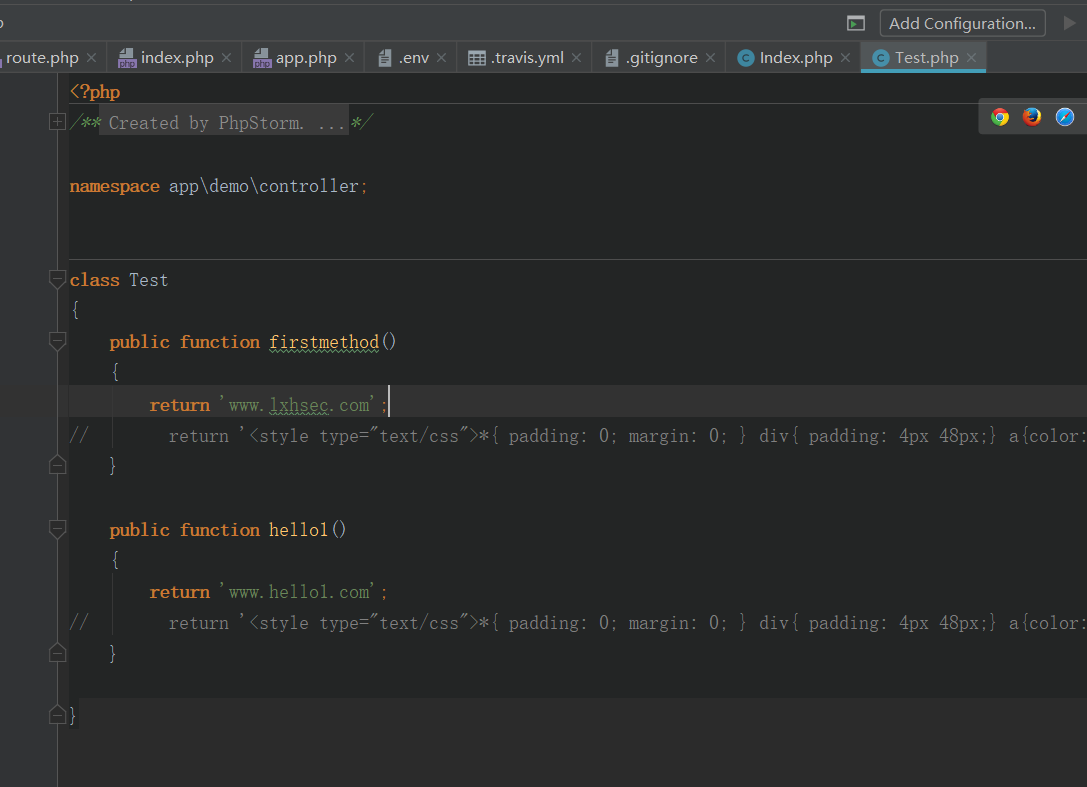 Add Configuration...
route.php index.php app.php .env .travis.yml .gitignore Index.php Test.php
<?php
/** Created by PhpStorm. ...*/
namespace app\demo\controller;
class Test
{
public function firstmethod()
{
return 'www.lxhsec.com';
// return '<style type="text/css">*{ padding: 0; margin: 0; } div{ padding: 4px 48px;} a{color:
}
public function hello1()
{
return 'www.hello1.com';
// return '<style type="text/css">*{ padding: 0; margin: 0; } div{ padding: 4px 48px;} a{color:
}
}